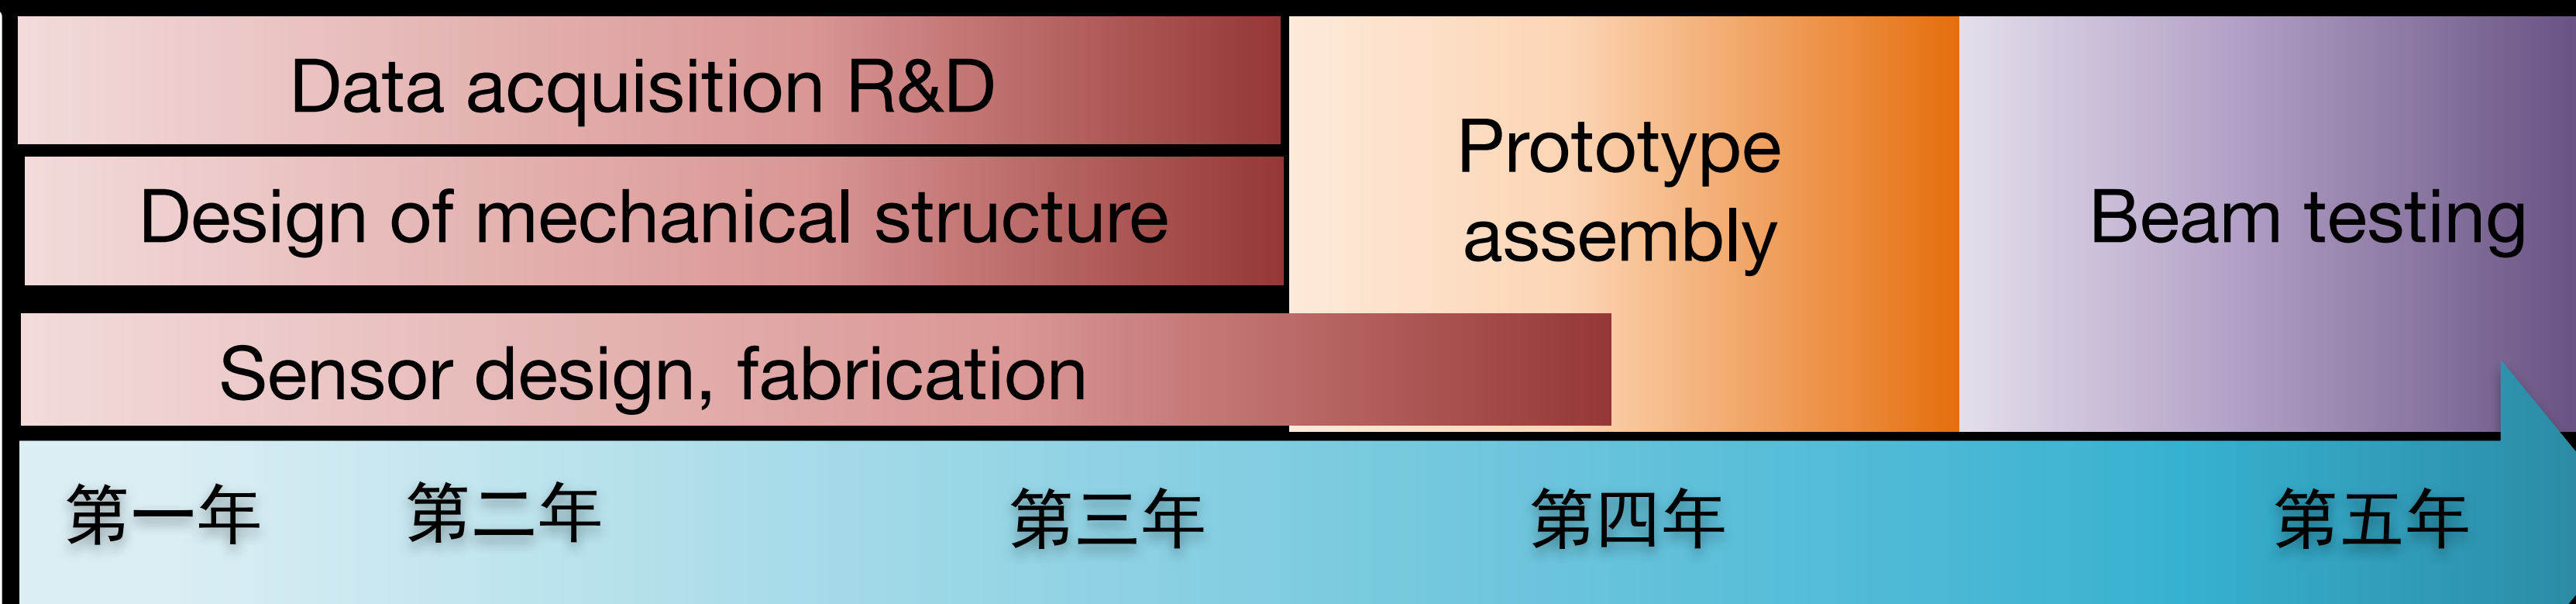 Data acquisition R&D
Design of mechanical structure
Sensor design, fabrication
Prototype
assembly
Beam testing
第一年
第二年
第三年
第四年
第五年